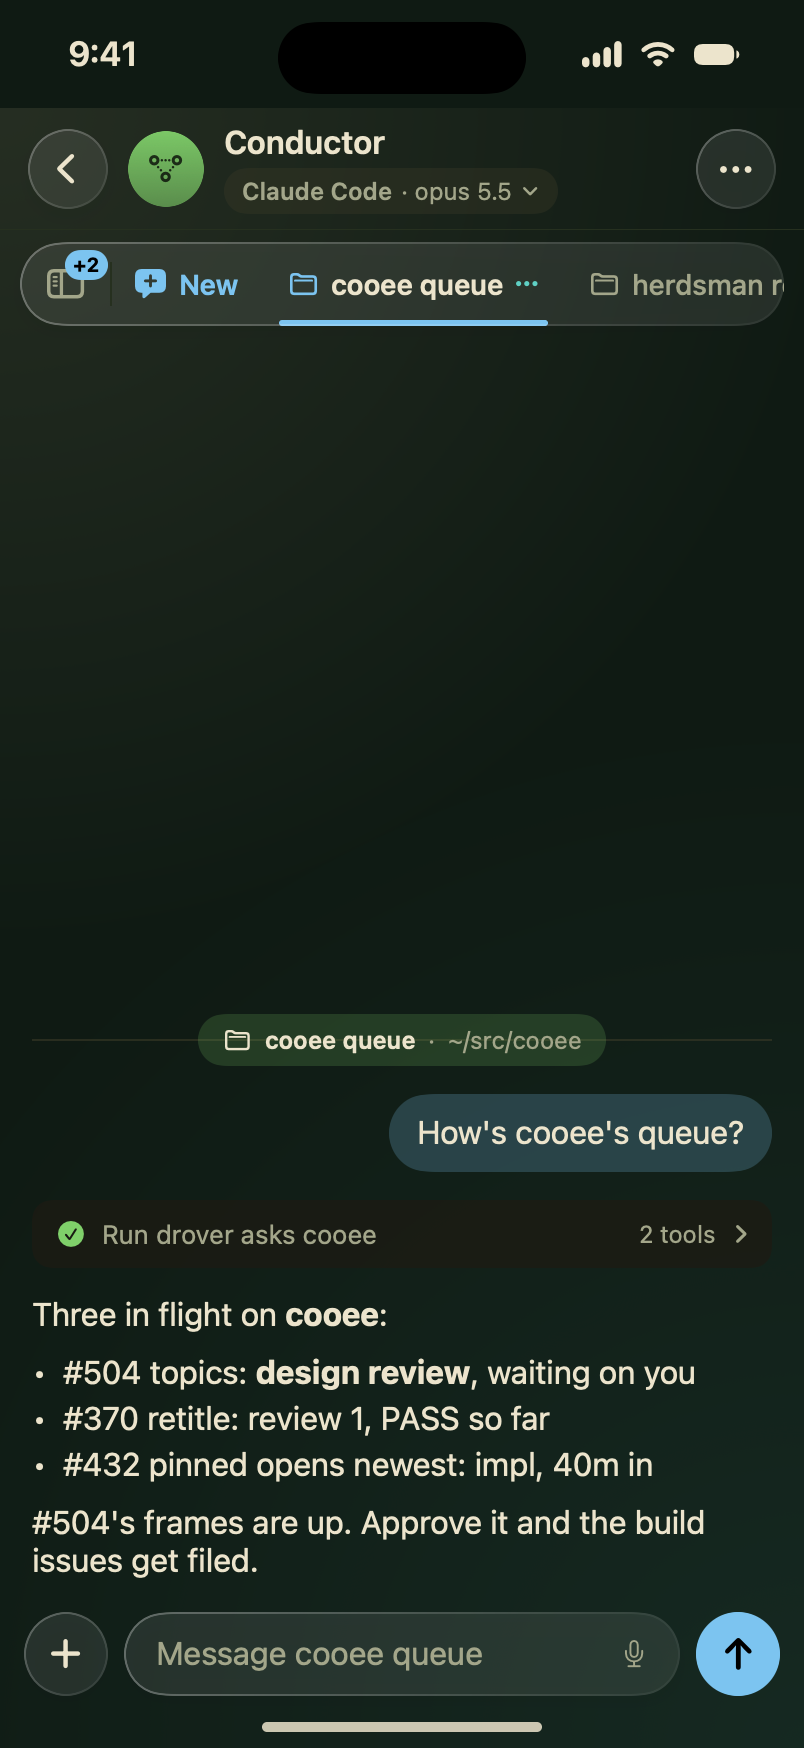 9:41
Conductor
Claude Code · opus 5.5
+2
New
cooee queue
herdsman
cooee queue · ~/src/cooee
How's cooee's queue?
Run drover asks cooee
2 tools
Three in flight on cooee:
• #504 topics: design review, waiting on you
• #370 retitle: review 1, PASS so far
• #432 pinned opens newest: impl, 40m in
#504's frames are up. Approve it and the build
issues get filed.
Message cooee queue